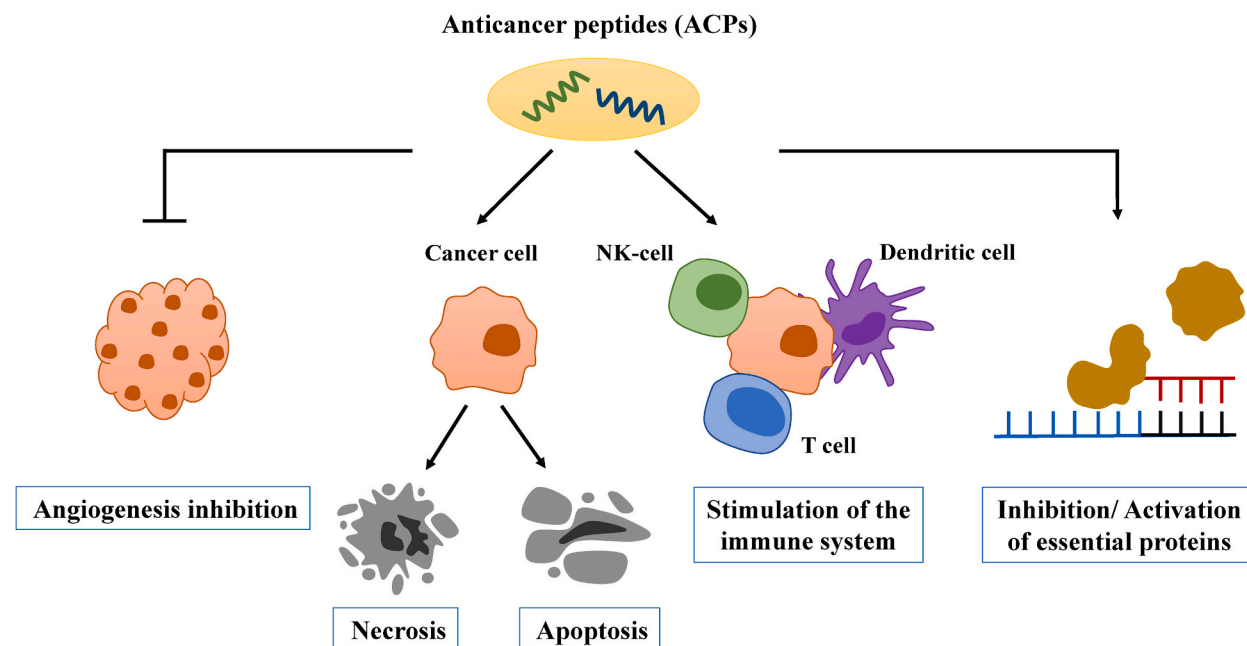 Anticancer peptides (ACPs)
Cancer cell
NK-cell
Dendritic cell
T cell
Angiogenesis inhibition
Stimulation of the
immune system
Inhibition/ Activation
of essential proteins
Necrosis
Apoptosis